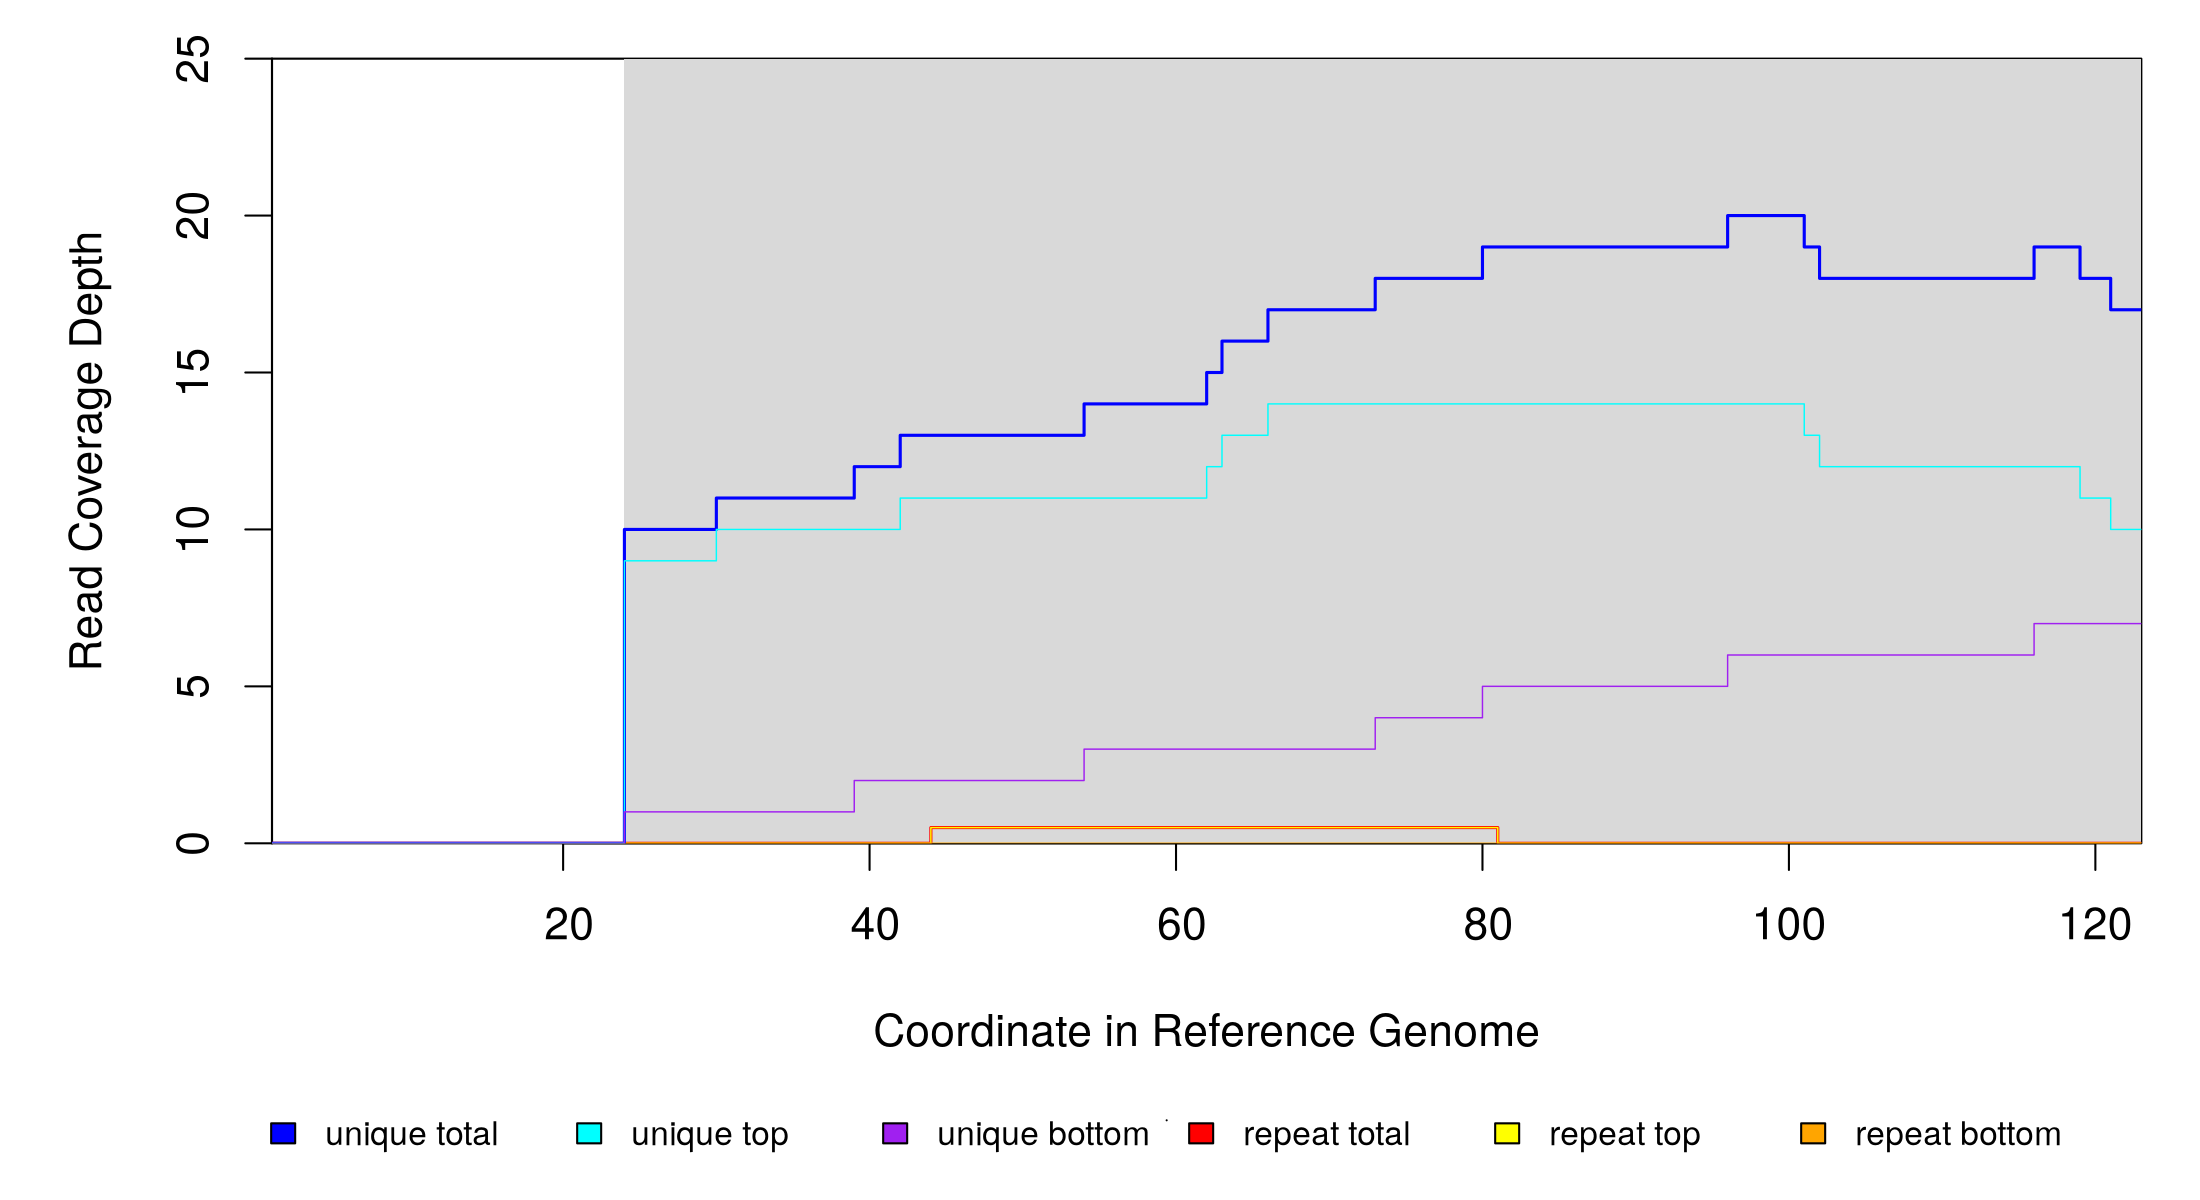 25
20
15
10
5
0
Read Coverage Depth
20 40 60 80 100 120
Coordinate in Reference Genome
unique total unique top unique bottom repeat total repeat top repeat bottom